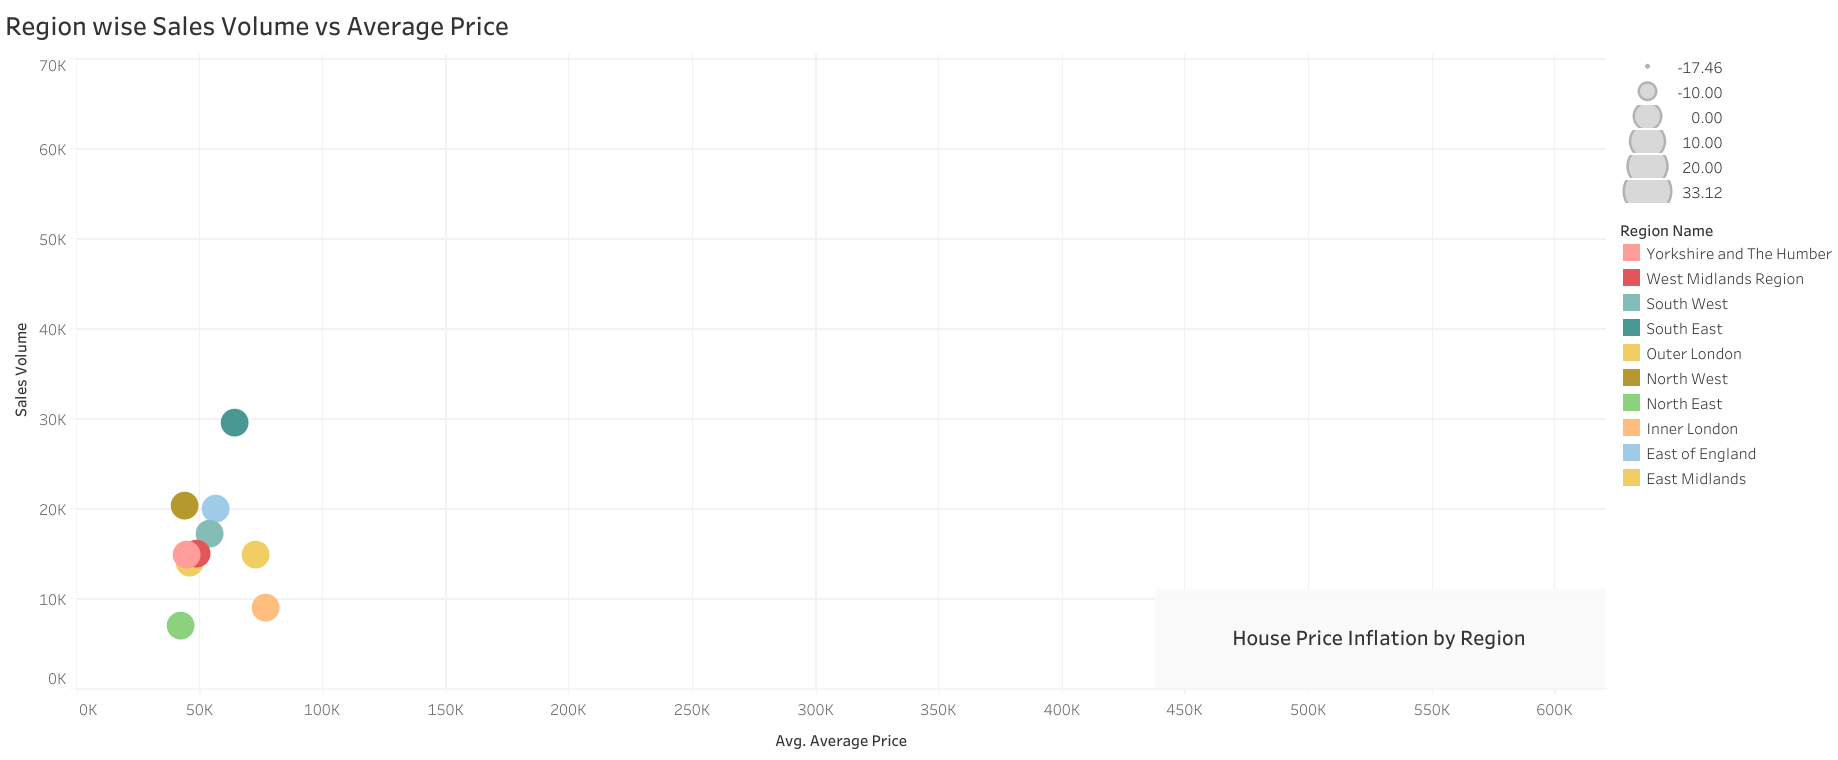 Region wise Sales Volume vs Average Price
70K
60K
50K
40K
30K
20K
10K
0K
Sales Volume
0K 50K 100K 150K 200K 250K 300K 350K 400K 450K 500K 550K 600K
Avg. Average Price
House Price Inflation by Region
-17.46
-10.00
0.00
10.00
20.00
33.12
Region Name
Yorkshire and The Humber
West Midlands Region
South West
South East
Outer London
North West
North East
Inner London
East of England
East Midlands